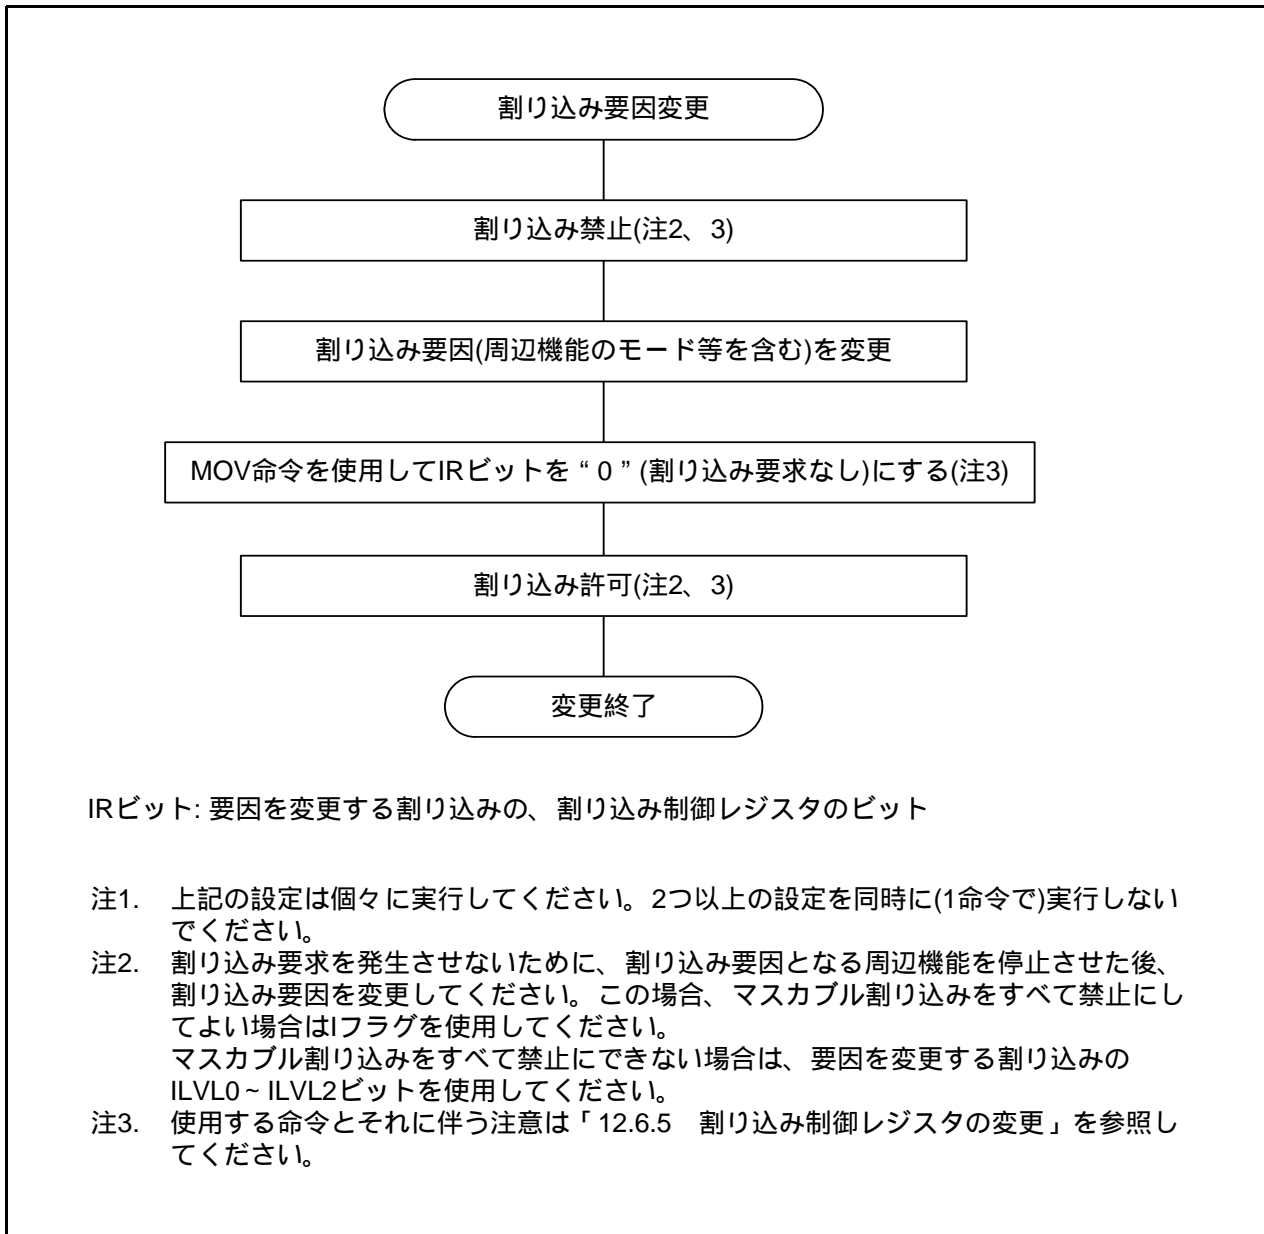 割り込み要因変更
割り込み禁止(注2、3)
割り込み要因(周辺機能のモード等を含む)を変更
MOV命令を使用してIRビットを“0”(割り込み要求なし)にする(注3)
割り込み許可(注2、3)
変更終了
IRビット: 要因を変更する割り込みの、割り込み制御レジスタのビット
注1. 上記の設定は個々に実行してください。2つ以上の設定を同時に(1命令で)実行しない
でください。
注2. 割り込み要求を発生させないために、割り込み要因となる周辺機能を停止させた後、
割り込み要因を変更してください。この場合、マスカブル割り込みをすべて禁止にし
てよい場合はIフラグを使用してください。
マスカブル割り込みをすべて禁止にできない場合は、要因を変更する割り込みの
ILVL0~ILVL2ビットを使用してください。
注3. 使用する命令とそれに伴う注意は「12.6.5 割り込み制御レジスタの変更」を参照し
てください。